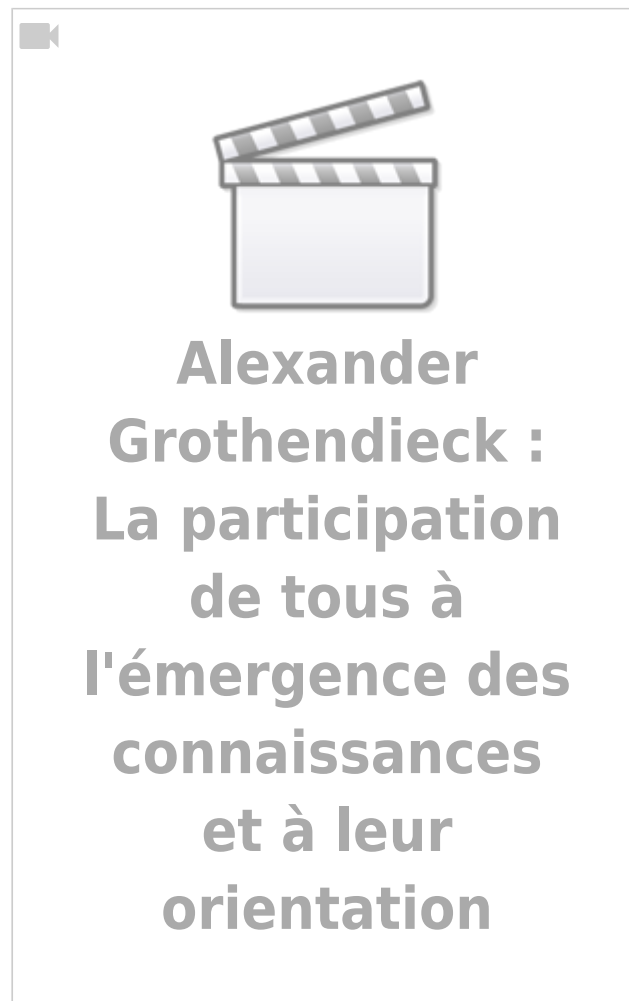 Alexander
Grothendieck :
La participation
de tous à
l'émergence des
connaissances
et à leur
orientation